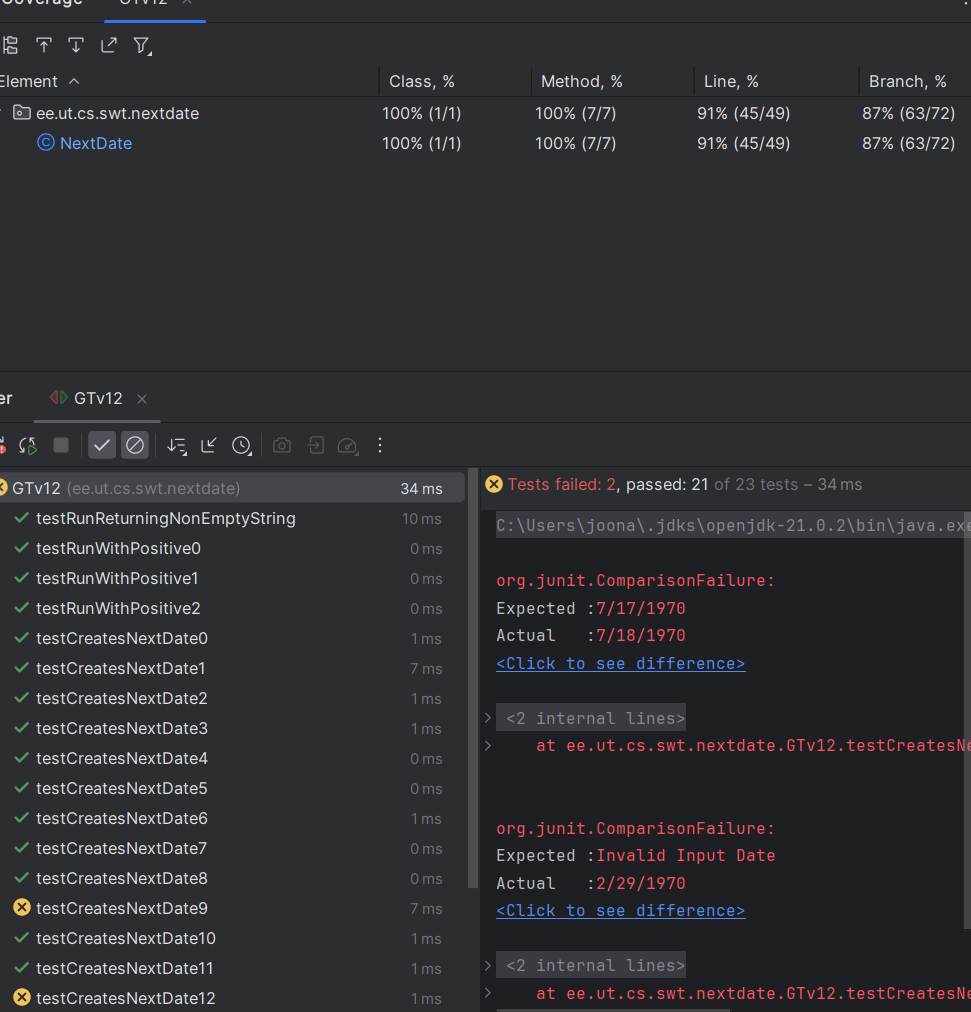 Coverage GTv12
Element Class, % Method, % Line, % Branch, %
ee.ut.cs.swt.nextdate 100% (1/1) 100% (7/7) 91% (45/49) 87% (63/72)
NextDate 100% (1/1) 100% (7/7) 91% (45/49) 87% (63/72)
er GTv12
GTv12 (ee.ut.cs.swt.nextdate) 34 ms
testRunReturningNonEmptyString 10 ms
testRunWithPositive0 0 ms
testRunWithPositive1 0 ms
testRunWithPositive2 0 ms
testCreatesNextDate0 1 ms
testCreatesNextDate1 7 ms
testCreatesNextDate2 1 ms
testCreatesNextDate3 1 ms
testCreatesNextDate4 0 ms
testCreatesNextDate5 0 ms
testCreatesNextDate6 1 ms
testCreatesNextDate7 0 ms
testCreatesNextDate8 0 ms
testCreatesNextDate9 7 ms
testCreatesNextDate10 1 ms
testCreatesNextDate11 1 ms
testCreatesNextDate12 1 ms
Tests failed: 2, passed: 21 of 23 tests – 34 ms
C:\Users\joona\.jdks\openjdk-21.0.2\bin\java.exe
org.junit.ComparisonFailure:
Expected :7/17/1970
Actual :7/18/1970
<Click to see difference>
<2 internal lines>
at ee.ut.cs.swt.nextdate.GTv12.testCreatesNe
org.junit.ComparisonFailure:
Expected :Invalid Input Date
Actual :2/29/1970
<Click to see difference>
<2 internal lines>
at ee.ut.cs.swt.nextdate.GTv12.testCreatesNe